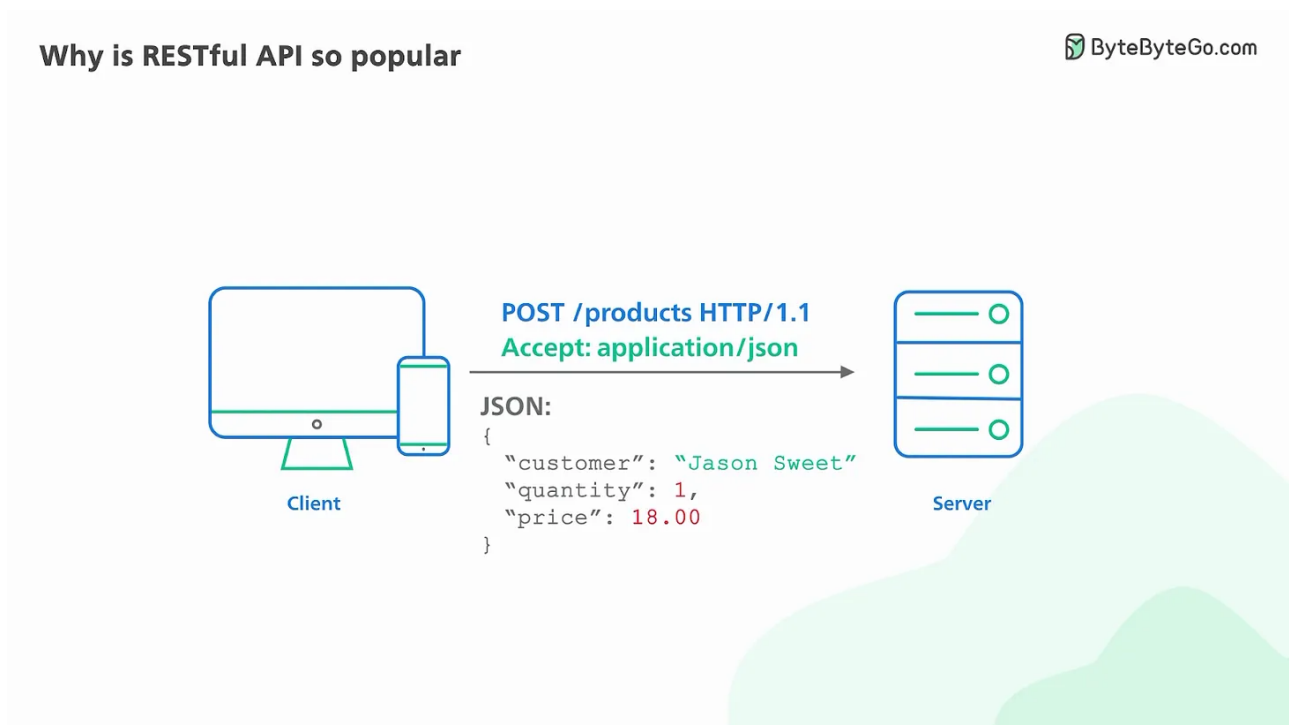 Why is RESTful API so popular
ByteByteGo.com
POST /products HTTP/1.1
Accept: application/json
JSON:
{
“customer”: “Jason Sweet”
“quantity”: 1,
“price”: 18.00
}
Client
Server